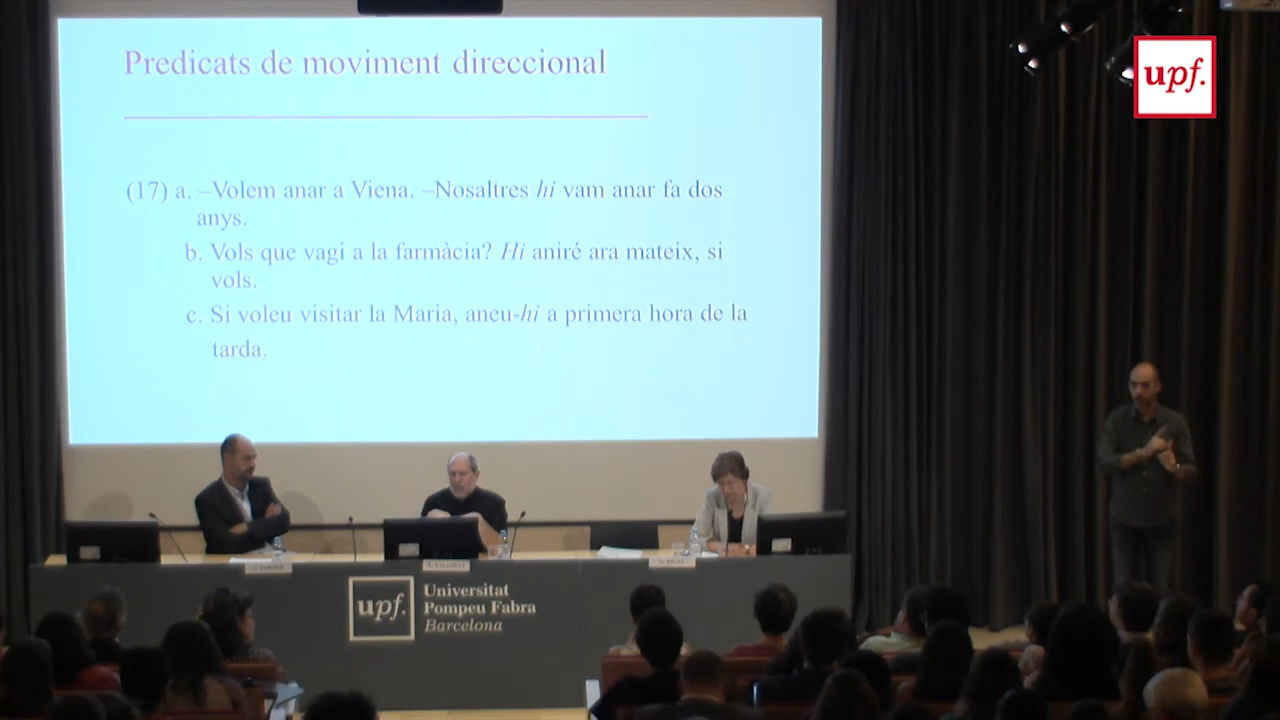 Predicats de moviment direccional
(17) a. –Volem anar a Viena. –Nosaltres hi vam anar fa dos
anys.
b. Vols que vagi a la farmàcia? Hi aniré ara mateix, si
vols.
c. Si voleu visitar la Maria, aneu-hi a primera hora de la
tarda.
upf.
upf.
Universitat
Pompeu Fabra
Barcelona